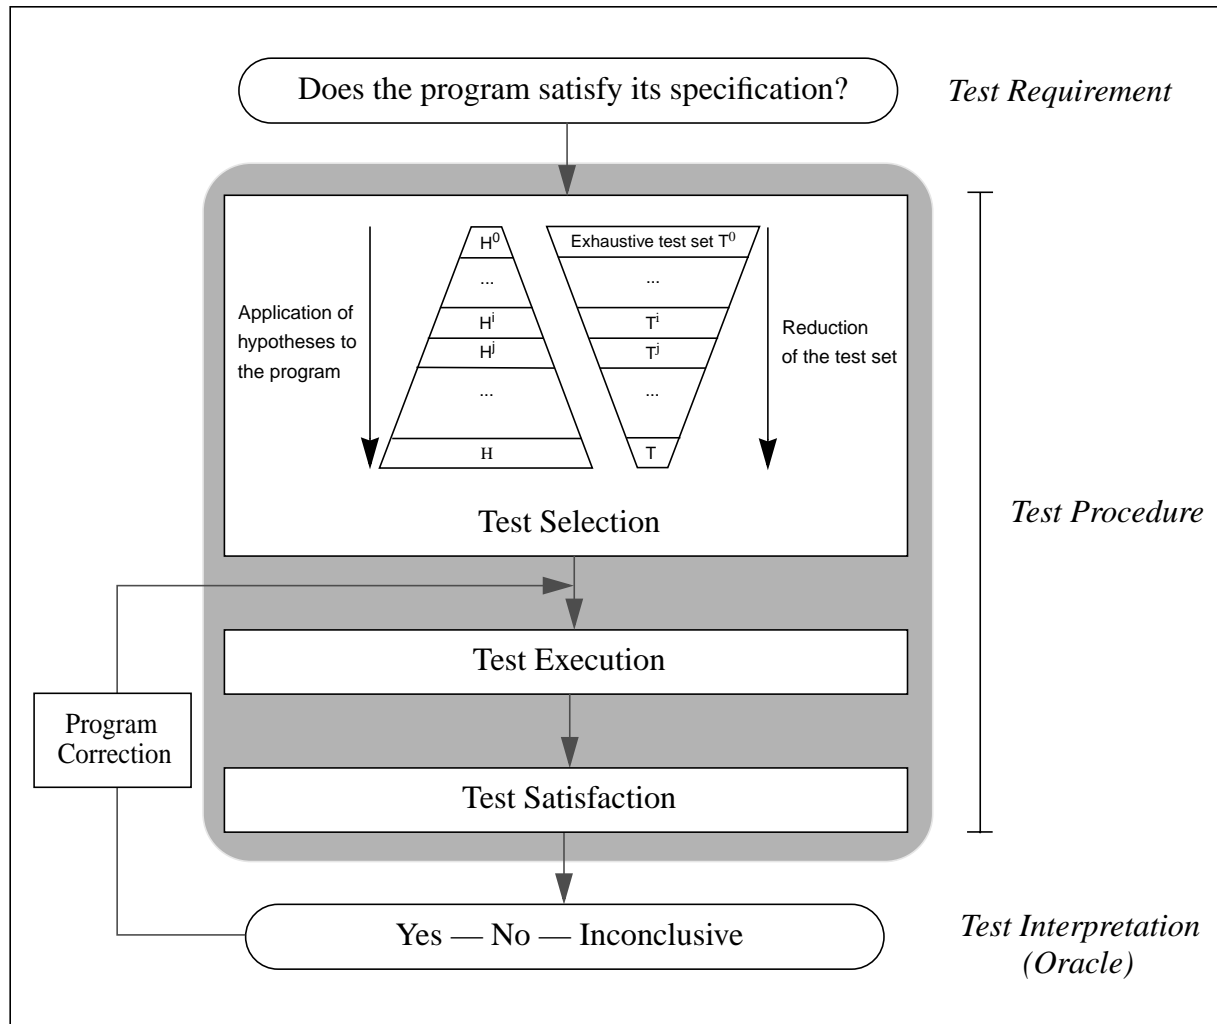 Does the program satisfy its specification?
Test Requirement
H⁰
Exhaustive test set T⁰
...
...
Application of
hypotheses to
the program
Hⁱ
Tⁱ
Hʲ
Tʲ
Reduction
of the test set
...
...
H
T
Test Selection
Test Procedure
Test Execution
Program
Correction
Test Satisfaction
Yes — No — Inconclusive
Test Interpretation
(Oracle)